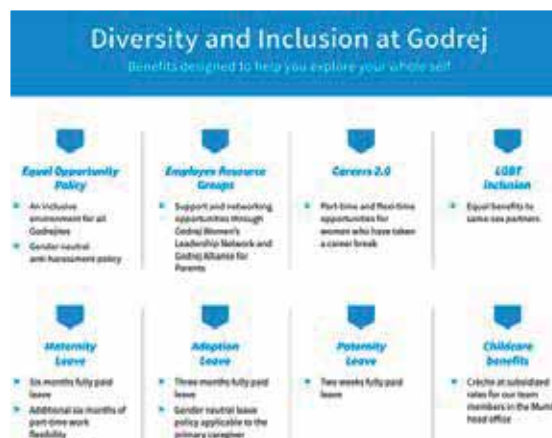 Diversity and Inclusion at Godrej
Benefits designed to help you explore your whole self
Equal Opportunity
Policy
An inclusive
environment for all
Godrejites
Gender neutral
anti harassment policy
Employee Resource
Groups
Support and networking
opportunities through
Godrej Women's
Leadership Network and
Godrej Alliance for
Parents
Careers 2.0
Part-time and flexi-time
opportunities for
women who have taken
a career break
LGBT
Inclusion
Equal benefits to
same sex partners
Maternity
Leave
Six months fully paid
leave
Additional six months of
part-time work
flexibility
Adoption
Leave
Three months fully paid
leave
Gender neutral leave
policy applicable to the
primary caregiver
Paternity
Leave
Two weeks fully paid
leave
Childcare
benefits
Crèche at subsidized
rates for our team
members in the Mumb
head office